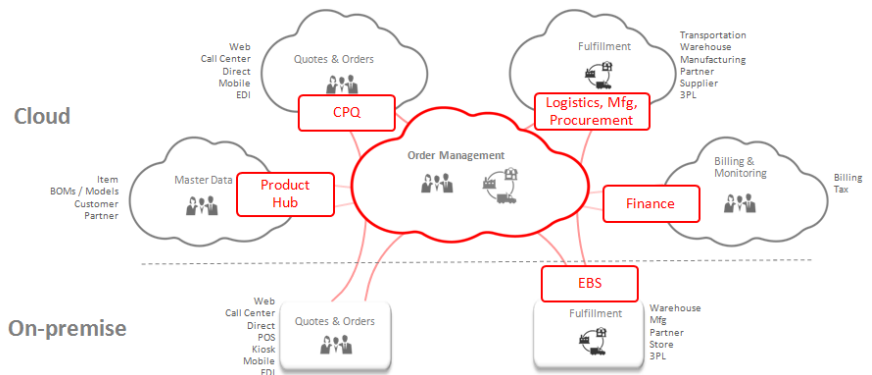 Web
Call Center
Direct
Mobile
EDI
Quotes & Orders
CPQ
Fulfillment
Logistics, Mfg,
Procurement
Transportation
Warehouse
Manufacturing
Partner
Supplier
3PL
Cloud
Order Management
Item
BOMs / Models
Customer
Partner
Master Data
Product
Hub
Billing &
Monitoring
Finance
Billing
Tax
On-premise
Web
Call Center
Direct
POS
Kiosk
Mobile
EDI
Quotes & Orders
EBS
Fulfillment
Warehouse
Mfg
Partner
Store
3PL